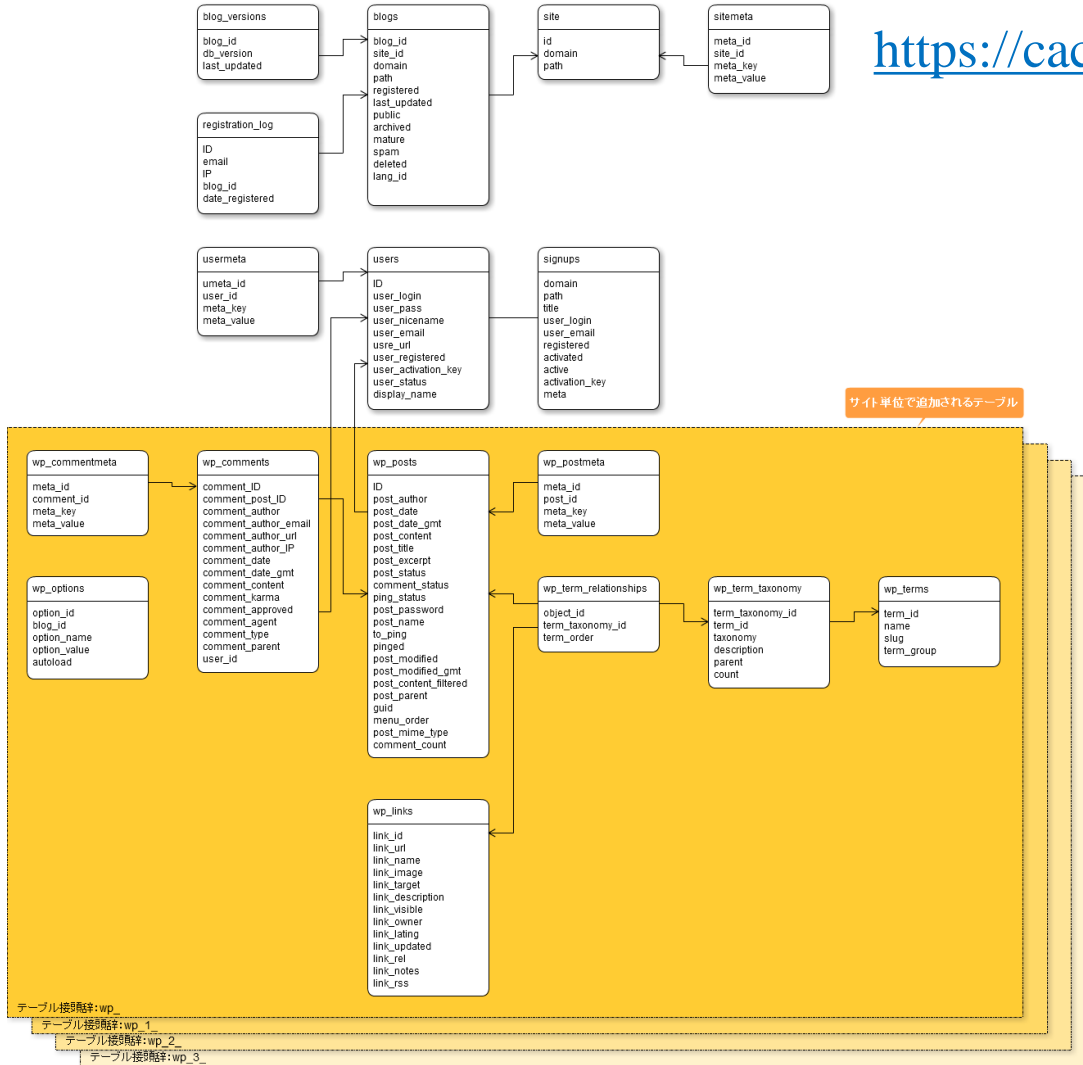 blog_versions
blog_id
db_version
last_updated
blogs
blog_id
site_id
domain
path
registered
last_updated
public
archived
mature
spam
deleted
lang_id
site
id
domain
path
sitemeta
meta_id
site_id
meta_key
meta_value
https://cac
registration_log
ID
email
IP
blog_id
date_registered
usermeta
umeta_id
user_id
meta_key
meta_value
users
ID
user_login
user_pass
user_nicename
user_email
usre_url
user_registered
user_activation_key
user_status
display_name
signups
domain
path
title
user_login
user_email
registered
activated
active
activation_key
meta
サイト単位で追加されるテーブル
wp_commentmeta
meta_id
comment_id
meta_key
meta_value
wp_comments
comment_ID
comment_post_ID
comment_author
comment_author_email
comment_author_url
comment_author_IP
comment_date
comment_date_gmt
comment_content
comment_karma
comment_approved
comment_agent
comment_type
comment_parent
user_id
wp_posts
ID
post_author
post_date
post_date_gmt
post_content
post_title
post_excerpt
post_status
comment_status
ping_status
post_password
post_name
to_ping
pinged
post_modified
post_modified_gmt
post_content_filtered
post_parent
guid
menu_order
post_mime_type
comment_count
wp_postmeta
meta_id
post_id
meta_key
meta_value
wp_options
option_id
blog_id
option_name
option_value
autoload
wp_term_relationships
object_id
term_taxonomy_id
term_order
wp_term_taxonomy
term_taxonomy_id
term_id
taxonomy
description
parent
count
wp_terms
term_id
name
slug
term_group
wp_links
link_id
link_url
link_name
link_image
link_target
link_description
link_visible
link_owner
link_lating
link_updated
link_rel
link_notes
link_rss
テーブル接頭辞:wp_
テーブル接頭辞:wp_1_
テーブル接頭辞:wp_2_
テーブル接頭辞:wp_3_